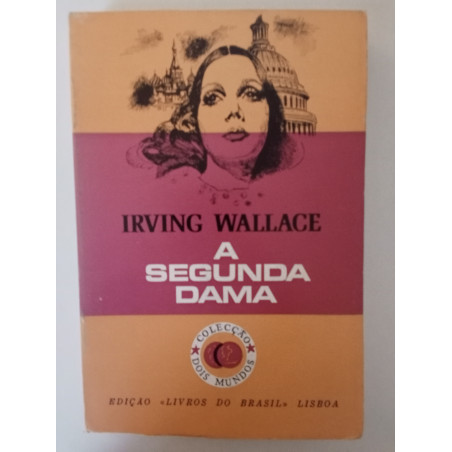 IRVING WALLACE
A
SEGUNDA
DAMA
COLECÇÃO
DOIS MUNDOS
EDIÇÃO «LIVROS DO BRASIL» LISBOA